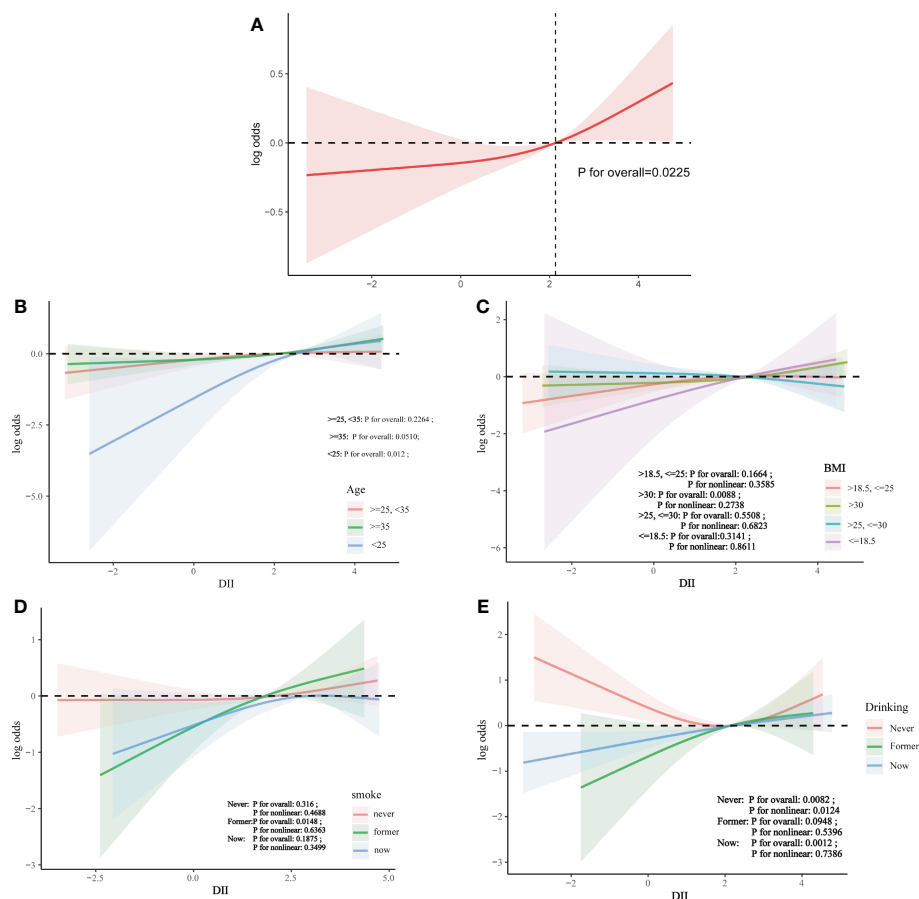 A
0.5
0.0
−0.5
log odds
P for overall=0.0225
−2
0
2
4
B
0.0
−2.5
−5.0
log odds
>=25, <35: P for overall: 0.2264 ;
>=35: P for overall: 0.0510;
<25: P for overall: 0.012 ;
Age
>=25, <35
>=35
<25
−2
0
2
4
DII
C
2
0
−2
−4
−6
log odds
>18.5, <=25: P for ovarall: 0.1664 ;
P for nonlinear: 0.3585
>30: P for ovarall: 0.0088 ;
P for nonlinear: 0.2738
>25, <=30: P for ovarall: 0.5508 ;
P for nonlinear: 0.6823
<=18.5: P for ovarall:0.3141 ;
P for nonlinear: 0.8611
BMI
>18.5, <=25
>30
>25, <=30
<=18.5
−2
0
2
4
DII
D
1
0
−1
−2
−3
log odds
Never: P for ovarall: 0.316 ;
P for nonlinear: 0.4688
Former:P for ovarall: 0.0148 ;
P for nonlinear: 0.6363
Now: P for ovarall: 0.1875 ;
P for nonlinear: 0.3499
smoke
never
former
now
−2.5
0.0
2.5
5.0
DII
E
2
1
0
−1
−2
−3
log odds
Never: P for ovarall: 0.0082 ;
P for nonlinear: 0.0124
Former:P for ovarall: 0.0948 ;
P for nonlinear: 0.5396
Now: P for ovarall: 0.0012 ;
P for nonlinear: 0.7386
Drinking
Never
Former
Now
−2
0
2
4
DII